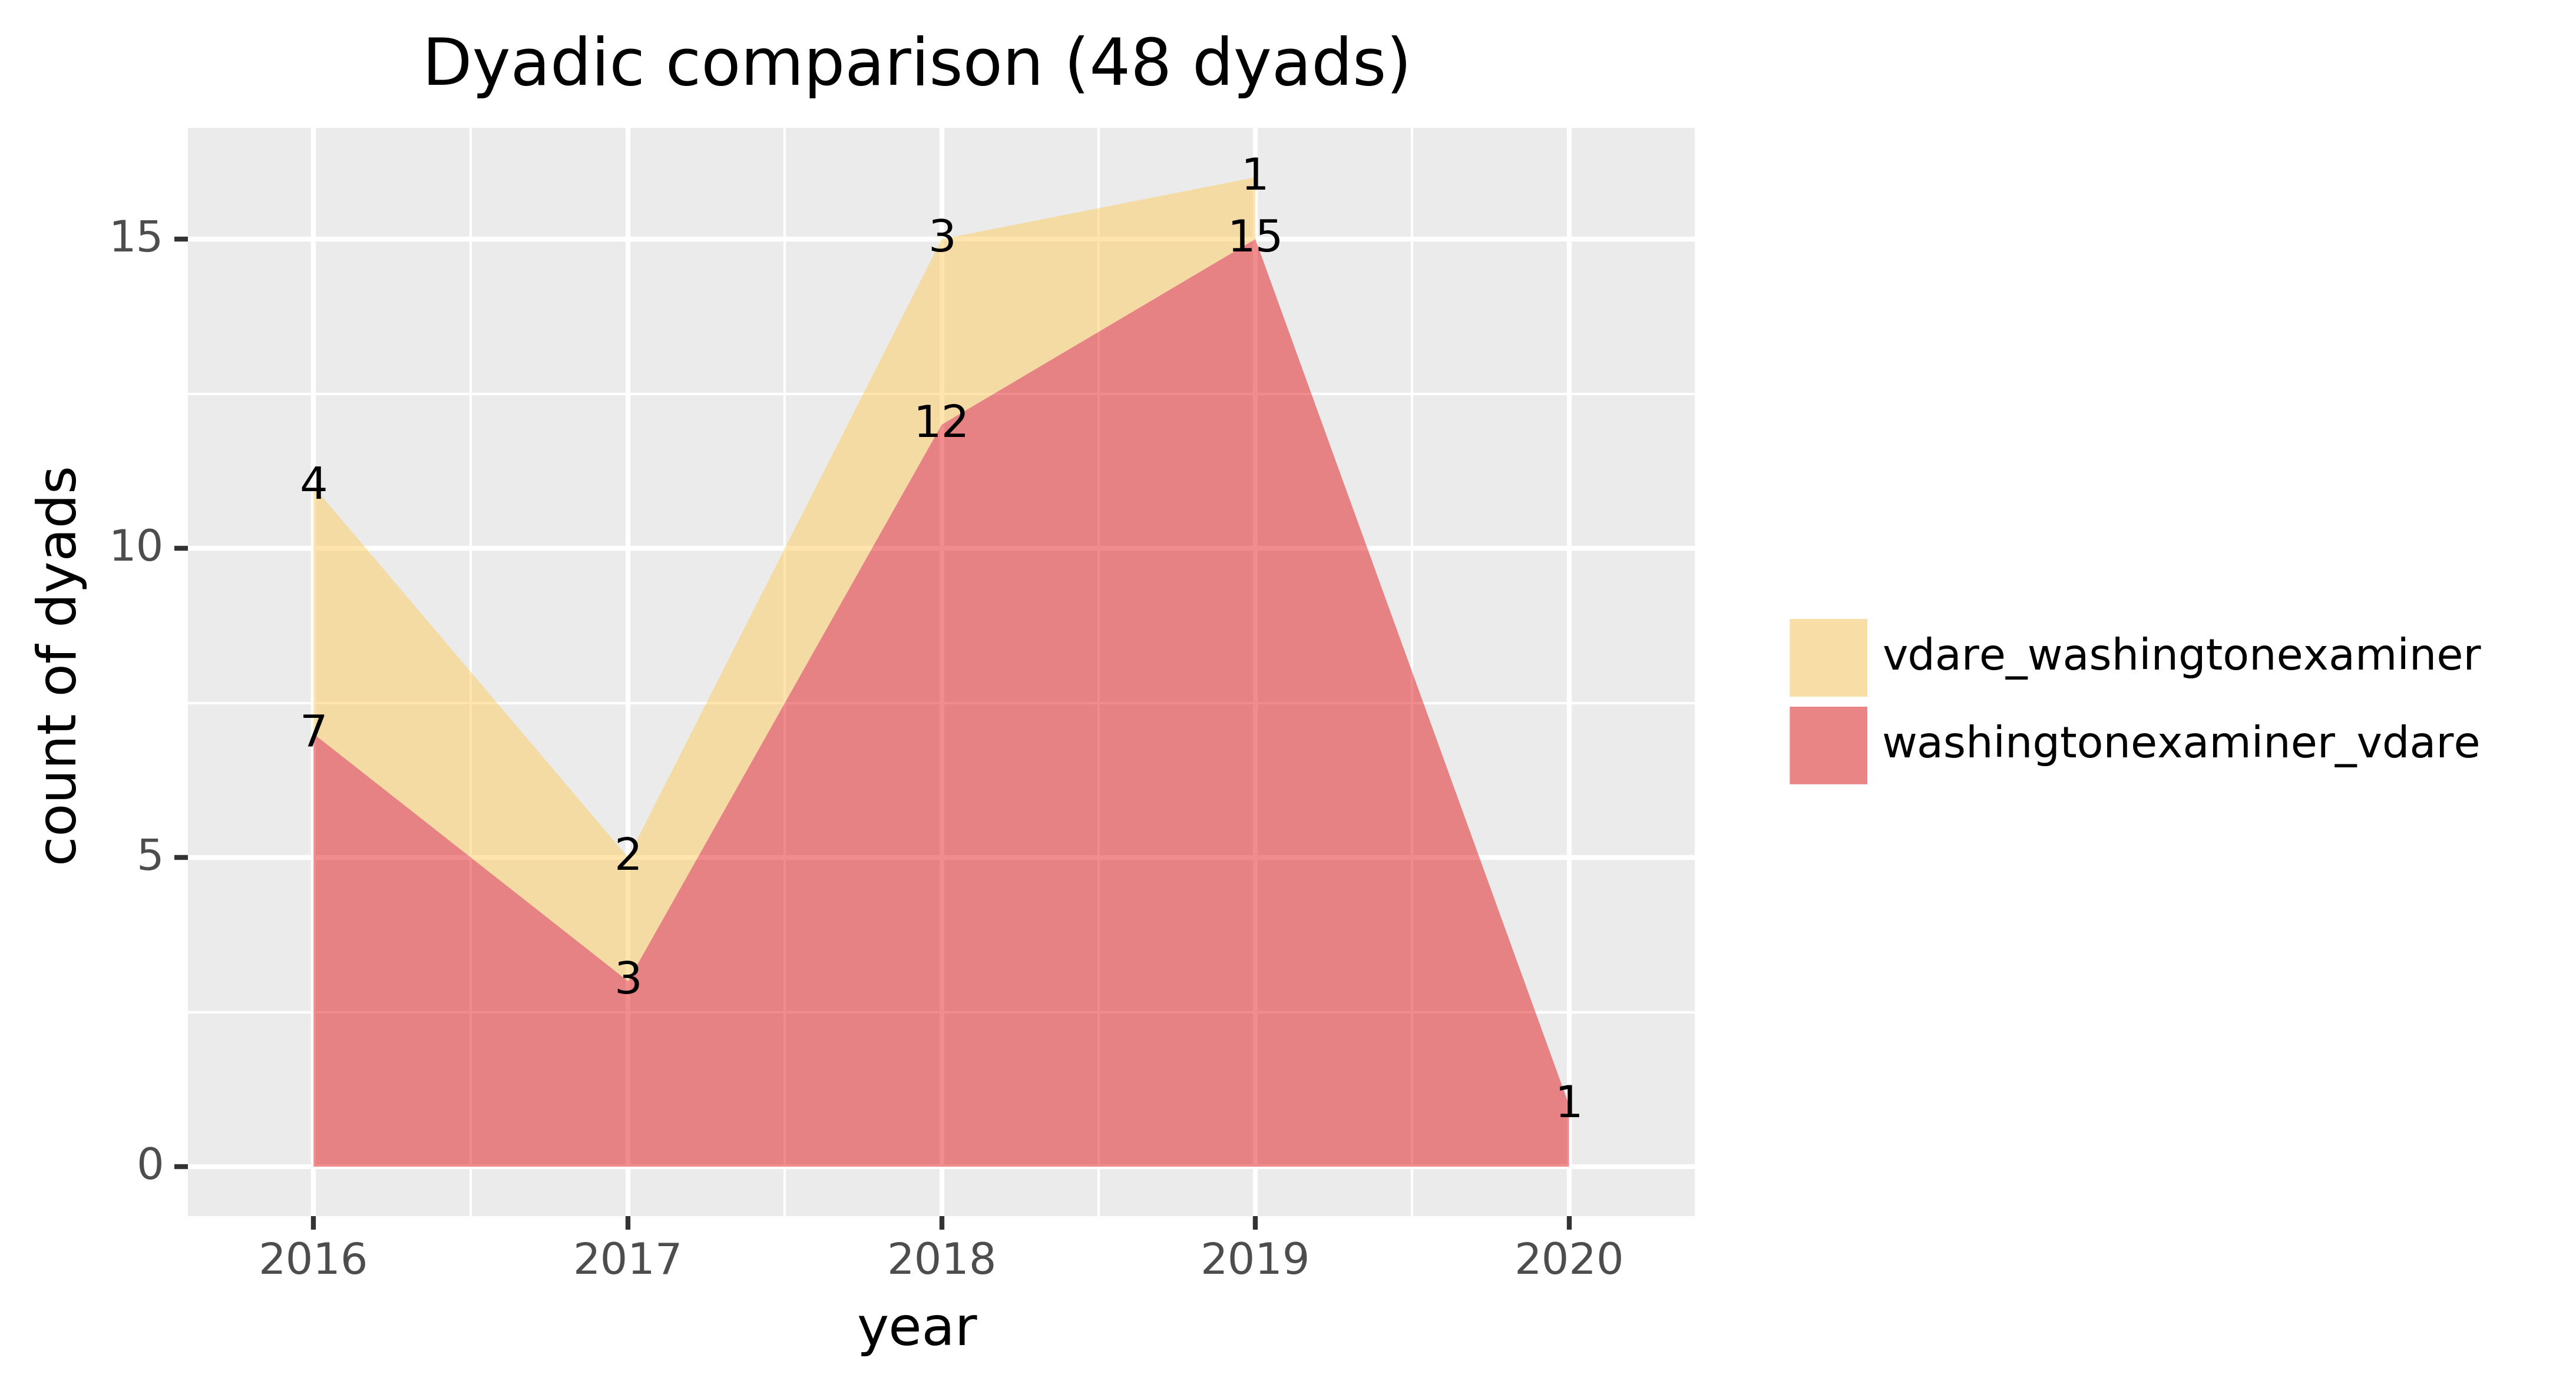 Dyadic comparison (48 dyads)
count of dyads
15
10
5
0
4
7
2
3
3
12
1
15
1
2016 2017 2018 2019 2020
year
vdare_washingtonexaminer
washingtonexaminer_vdare